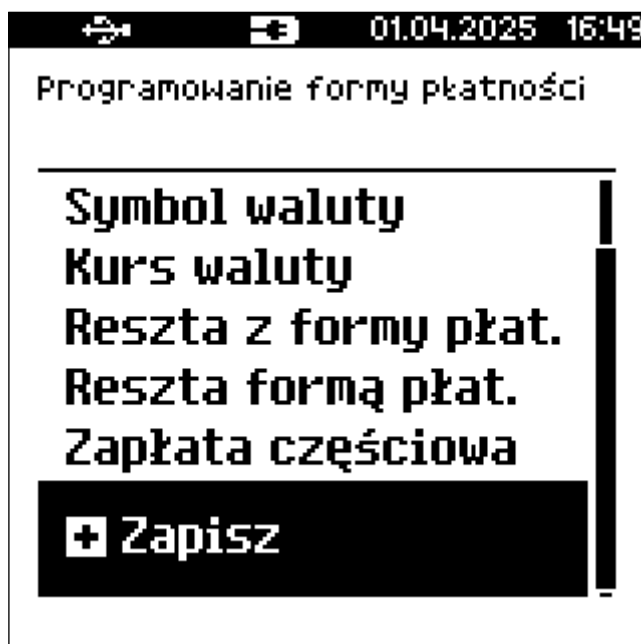 01.04.2025 16:49
Programowanie formy płatności
Symbol waluty
Kurs waluty
Reszta z formy płat.
Reszta formą płat.
Zapłata częściowa
+ Zapisz